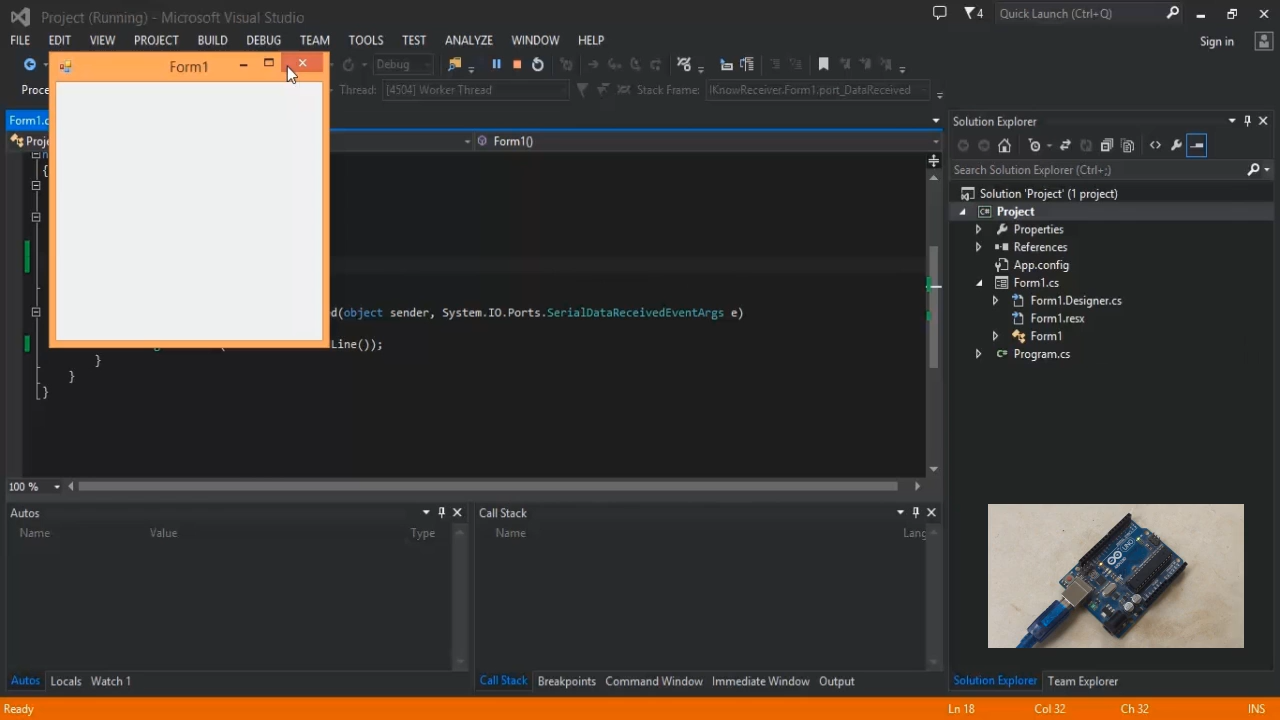 Project (Running) - Microsoft Visual Studio
4
Quick Launch (Ctrl+Q)
FILE EDIT VIEW PROJECT BUILD DEBUG TEAM TOOLS TEST ANALYZE WINDOW HELP
Sign in
Form1
Debug
Thread: [4504] Worker Thread
Stack Frame: IKnowReceiver.Form1.port_DataReceived
Form1()
{
d(object sender, System.IO.Ports.SerialDataReceivedEventArgs e)
Line());
}
}
}
100 %
Autos
Name Value Type
Autos Locals Watch 1
Call Stack
Name Lang
Call Stack Breakpoints Command Window Immediate Window Output
Solution Explorer
Search Solution Explorer (Ctrl+;)
Solution 'Project' (1 project)
C# Project
Properties
References
App.config
Form1.cs
Form1.Designer.cs
Form1.resx
Form1
C# Program.cs
UNO
Solution Explorer Team Explorer
Ready Ln 18 Col 32 Ch 32 INS